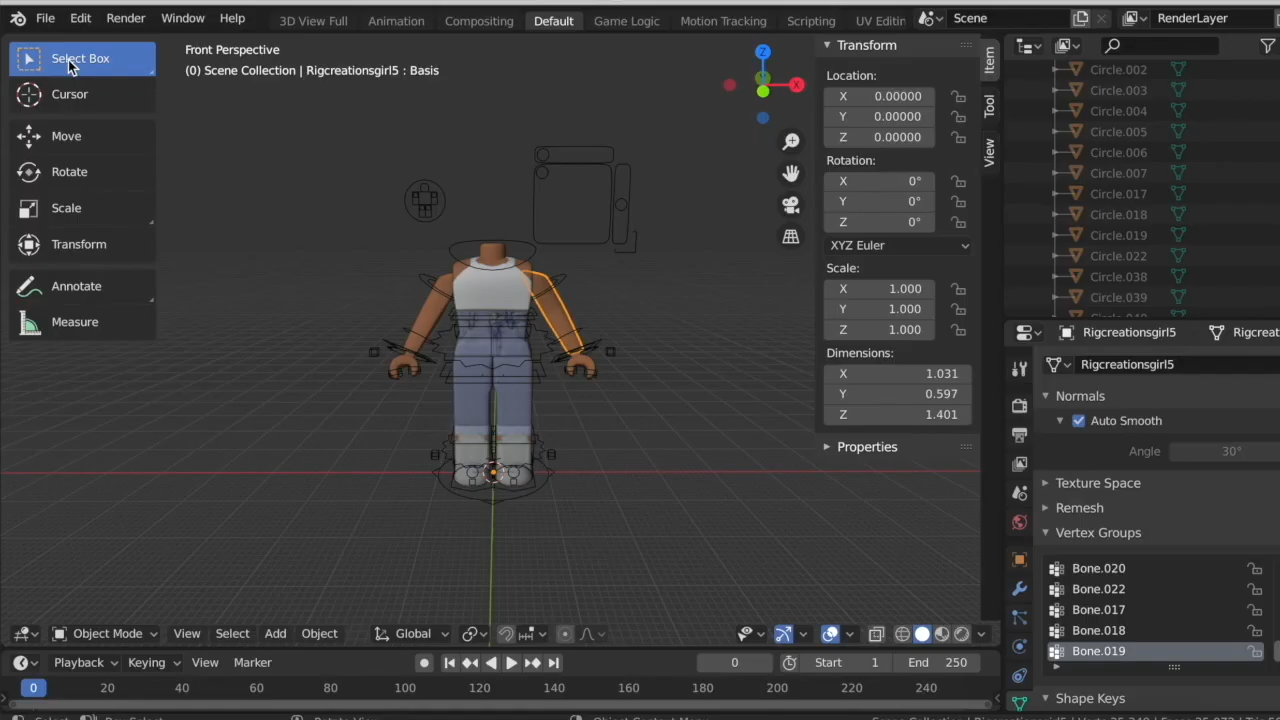 File Edit Render Window Help 3D View Full Animation Compositing Default Game Logic Motion Tracking Scripting UV Editin Scene RenderLayer
Select Box
Cursor
Move
Rotate
Scale
Transform
Annotate
Measure
Front Perspective
(0) Scene Collection | Rigcreationsgirl5 : Basis
Z
X
Transform
Location:
X 0.00000
Y 0.00000
Z 0.00000
Rotation:
X 0°
Y 0°
Z 0°
XYZ Euler
Scale:
X 1.000
Y 1.000
Z 1.000
Dimensions:
X 1.031
Y 0.597
Z 1.401
Properties
Item
Tool
View
Circle.002
Circle.003
Circle.004
Circle.005
Circle.006
Circle.007
Circle.017
Circle.018
Circle.019
Circle.022
Circle.038
Circle.039
Rigcreationsgirl5 Rigcreat
Rigcreationsgirl5
Normals
Auto Smooth
Angle 30°
Texture Space
Remesh
Vertex Groups
Bone.020
Bone.022
Bone.017
Bone.018
Bone.019
Shape Keys
Object Mode View Select Add Object Global
Playback Keying View Marker 0 Start 1 End 250
0 20 40 60 80 100 120 140 160 180 200 220 240